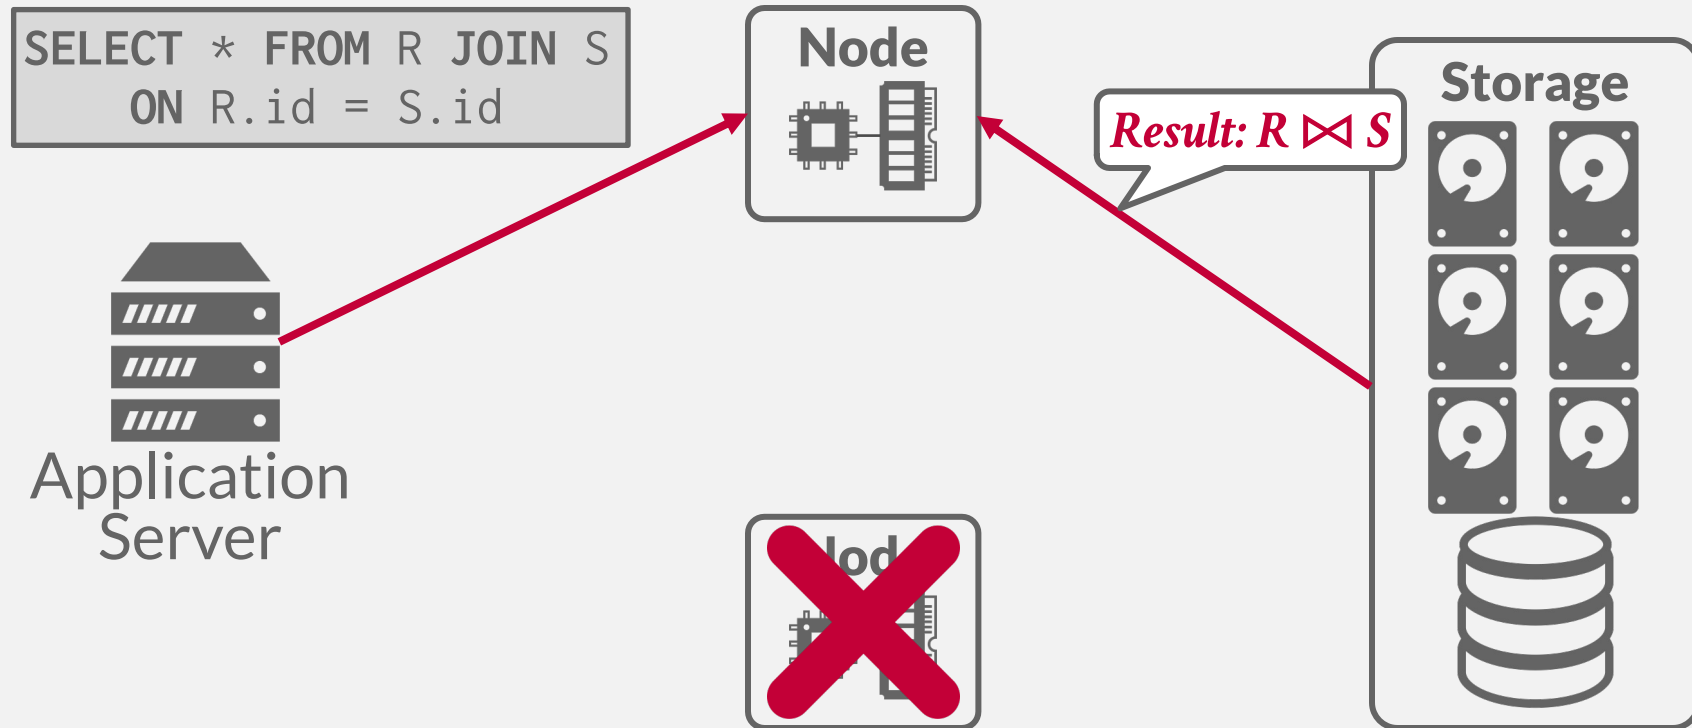 SELECT * FROM R JOIN S
ON R.id = S.id
Node
Storage
Result: R ⋈ S
Application
Server